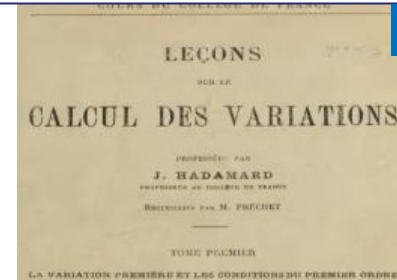 COURS DU COLLÈGE DE FRANCE
LEÇONS
SUR LE
CALCUL DES VARIATIONS
PROFESSÉES PAR
J. HADAMARD
PROFESSEUR AU COLLÈGE DE FRANCE
RECUEILLIES PAR M. FRÉCHET
TOME PREMIER
LA VARIATION PREMIÈRE ET LES CONDITIONS DU PREMIER ORDRE